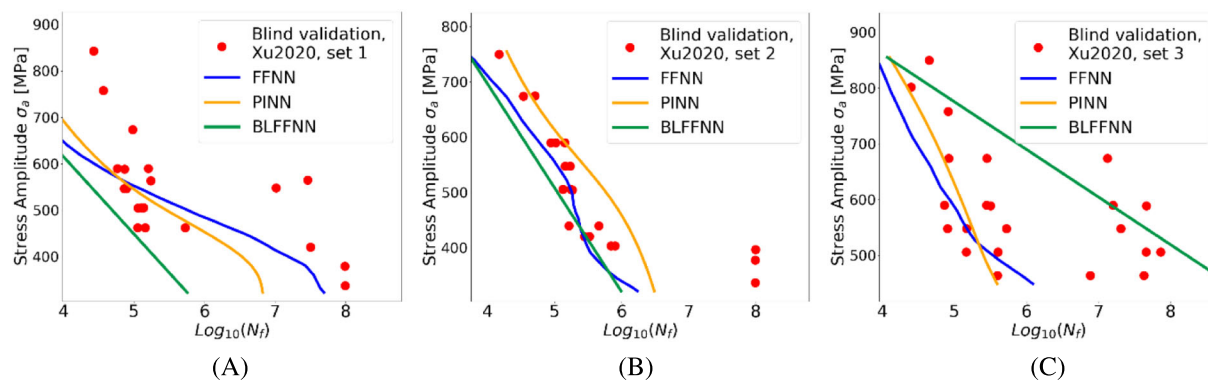 900
800
700
600
500
400
Stress Amplitude σₐ [MPa]
4 5 6 7 8
Log₁₀(N_f)
Blind validation,
Xu2020, set 1
FFNN
PINN
BLFFNN
(A)
800
700
600
500
400
Stress Amplitude σₐ [MPa]
4 5 6 7 8
Log₁₀(N_f)
Blind validation,
Xu2020, set 2
FFNN
PINN
BLFFNN
(B)
900
800
700
600
500
Stress Amplitude σₐ [MPa]
4 5 6 7 8
Log₁₀(N_f)
Blind validation,
Xu2020, set 3
FFNN
PINN
BLFFNN
(C)